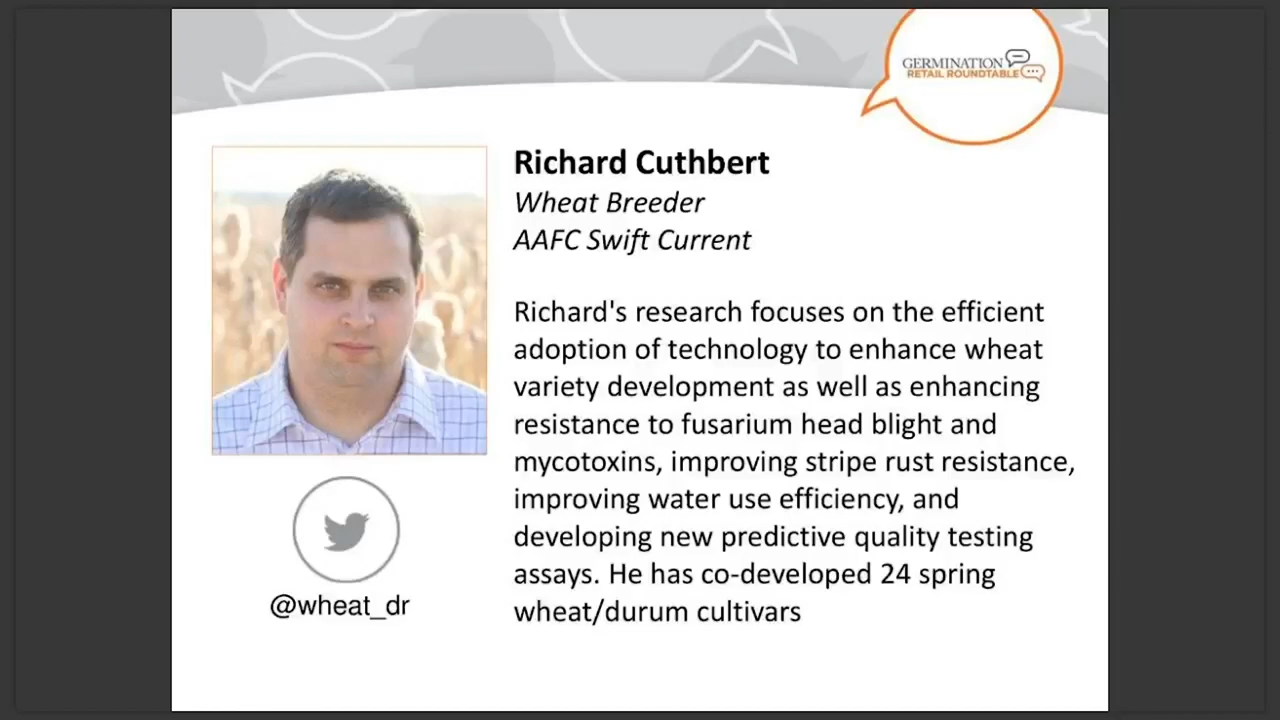 GERMINATION
RETAIL ROUNDTABLE
Richard Cuthbert
Wheat Breeder
AAFC Swift Current
Richard's research focuses on the efficient
adoption of technology to enhance wheat
variety development as well as enhancing
resistance to fusarium head blight and
mycotoxins, improving stripe rust resistance,
improving water use efficiency, and
developing new predictive quality testing
assays. He has co-developed 24 spring
wheat/durum cultivars
@wheat_dr